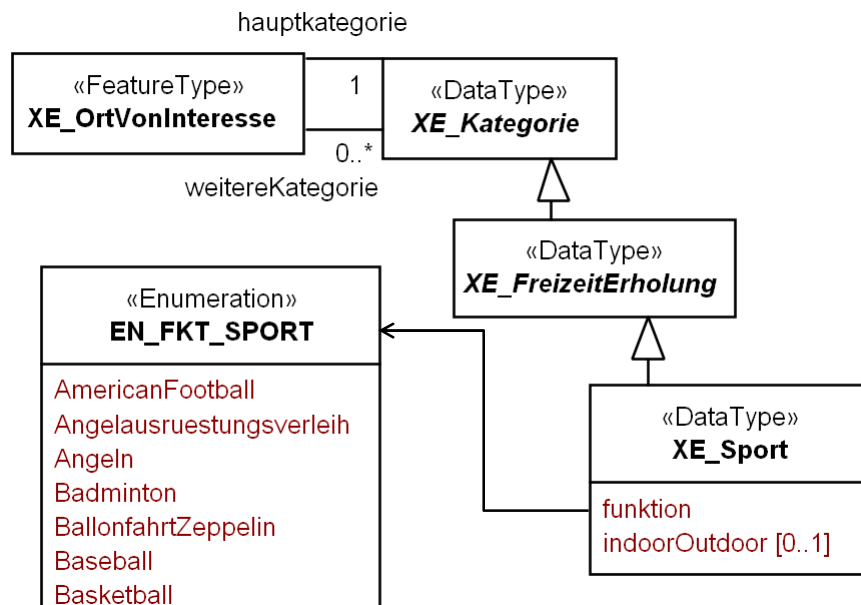 hauptkategorie
«FeatureType»
XE_OrtVonInteresse
1
0..*
weitereKategorie
«DataType»
XE_Kategorie
«DataType»
XE_FreizeitErholung
«Enumeration»
EN_FKT_SPORT
AmericanFootball
Angelausruestungsverleih
Angeln
Badminton
BallonfahrtZeppelin
Baseball
Basketball
«DataType»
XE_Sport
funktion
indoorOutdoor [0..1]